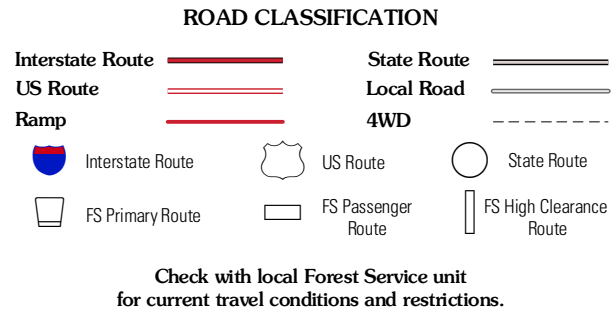 ROAD CLASSIFICATION
Interstate Route
State Route
US Route
Local Road
Ramp
4WD
Interstate Route
US Route
State Route
FS Primary Route
FS Passenger
Route
FS High Clearance
Route
Check with local Forest Service unit
for current travel conditions and restrictions.